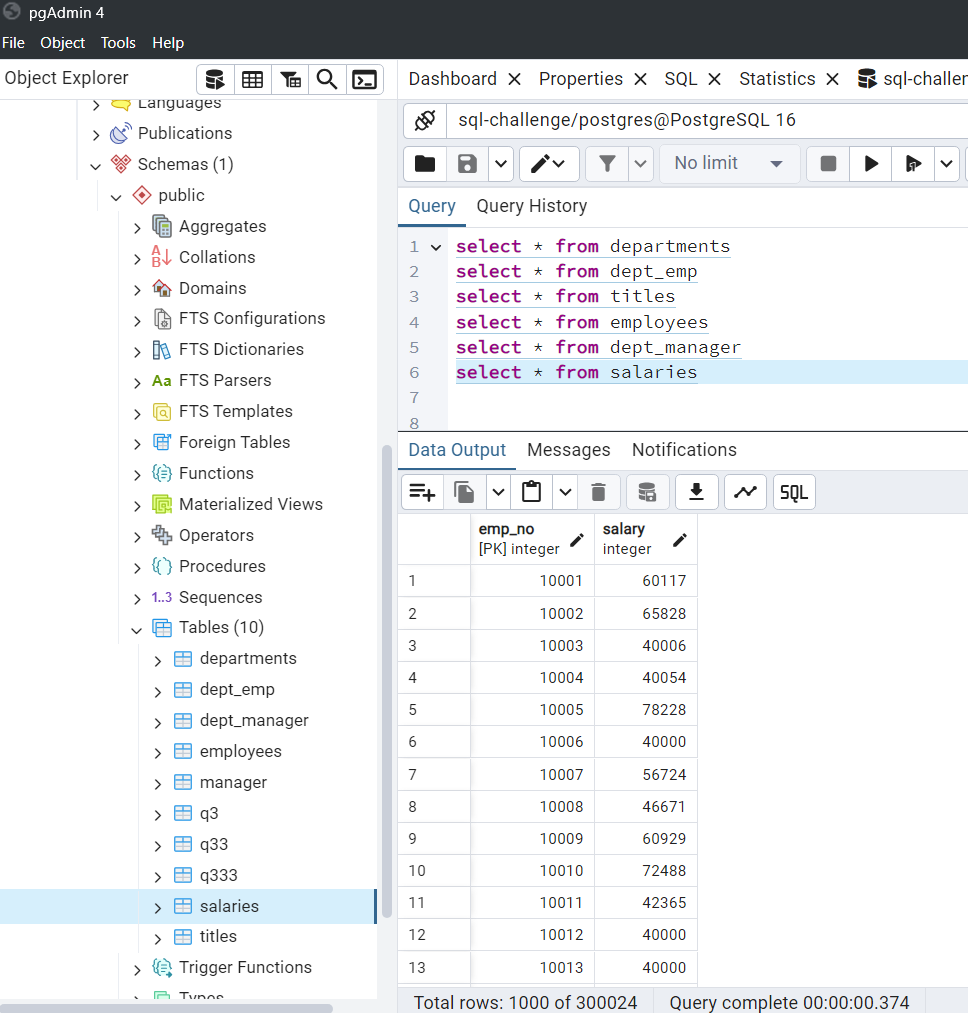 pgAdmin 4
File Object Tools Help
Object Explorer
Languages
Publications
Schemas (1)
public
Aggregates
Collations
Domains
FTS Configurations
FTS Dictionaries
Aa FTS Parsers
FTS Templates
Foreign Tables
Functions
Materialized Views
Operators
Procedures
1..3 Sequences
Tables (10)
departments
dept_emp
dept_manager
employees
manager
q3
q33
q333
salaries
titles
Trigger Functions
Types
Dashboard Properties SQL Statistics sql-challen
sql-challenge/postgres@PostgreSQL 16
No limit
Query Query History
1 select * from departments
2 select * from dept_emp
3 select * from titles
4 select * from employees
5 select * from dept_manager
6 select * from salaries
7
8
Data Output Messages Notifications
SQL
emp_no salary
[PK] integer integer
1 10001 60117
2 10002 65828
3 10003 40006
4 10004 40054
5 10005 78228
6 10006 40000
7 10007 56724
8 10008 46671
9 10009 60929
10 10010 72488
11 10011 42365
12 10012 40000
13 10013 40000
Total rows: 1000 of 300024 Query complete 00:00:00.374